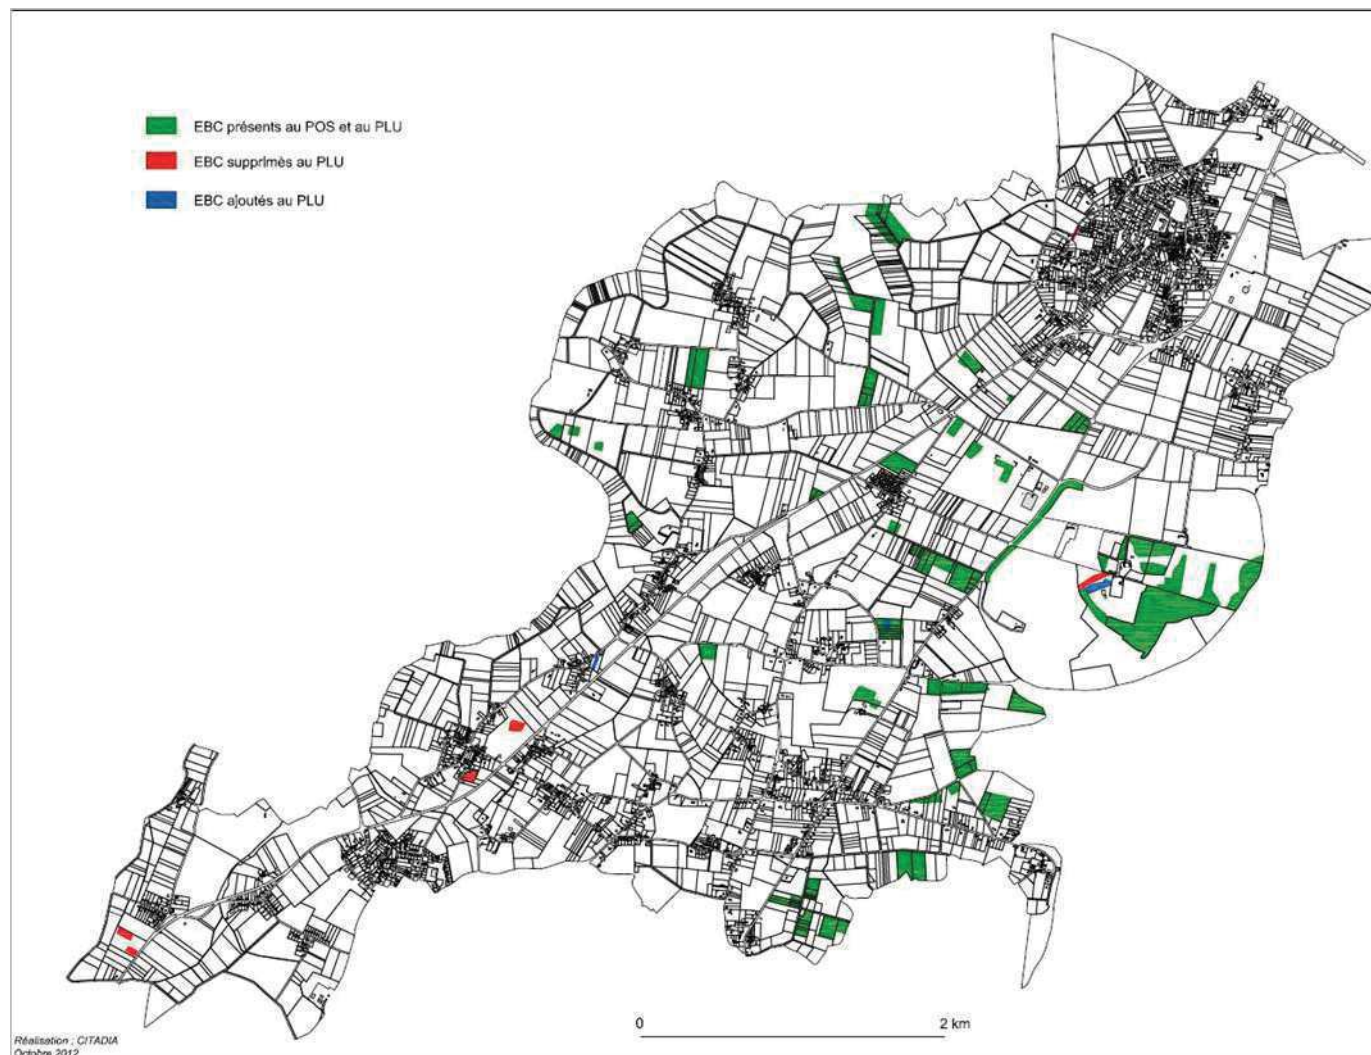 EBC présents au POS et au PLU
EBC supprimés au PLU
EBC ajoutés au PLU
0 2 km
Réalisation : CITADIA
Octobre 2012